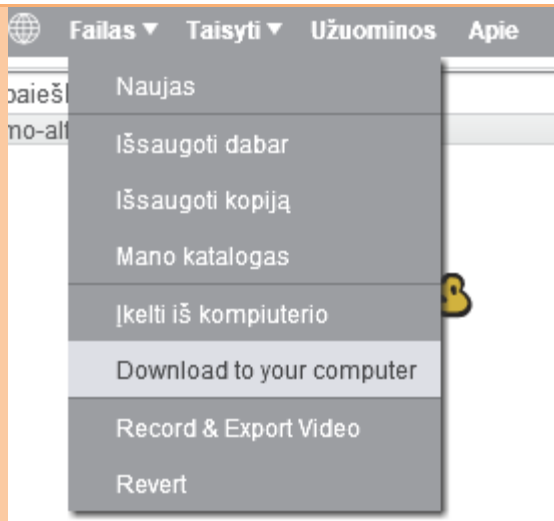 Failas ▼ Taisyti ▼ Užuominos Apie
Naujas
Išsaugoti dabar
Išsaugoti kopiją
Mano katalogas
Įkelti iš kompiuterio
Download to your computer
Record & Export Video
Revert